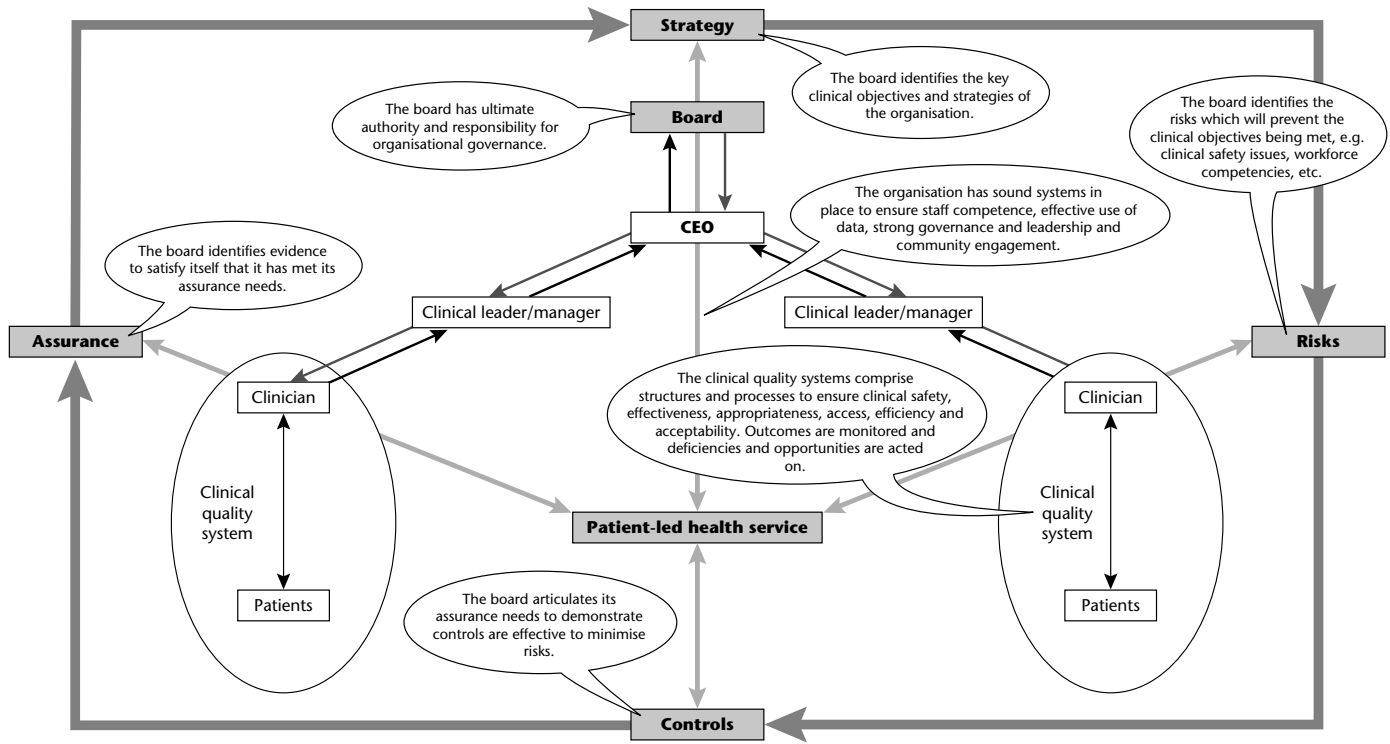 Strategy
The board identifies the key
clinical objectives and strategies of
the organisation.
The board has ultimate
authority and responsibility for
organisational governance.
Board
The board identifies the
risks which will prevent the
clinical objectives being met, e.g.
clinical safety issues, workforce
competencies, etc.
The organisation has sound systems in
place to ensure staff competence, effective use of
data, strong governance and leadership and
community engagement.
CEO
The board identifies evidence
to satisfy itself that it has met its
assurance needs.
Clinical leader/manager
Clinical leader/manager
Assurance
Risks
Clinician
The clinical quality systems comprise
structures and processes to ensure clinical safety,
effectiveness, appropriateness, access, efficiency and
acceptability. Outcomes are monitored and
deficiencies and opportunities are acted
on.
Clinician
Clinical
quality
system
Clinical
quality
system
Patient-led health service
Patients
The board articulates its
assurance needs to demonstrate
controls are effective to minimise
risks.
Patients
Controls